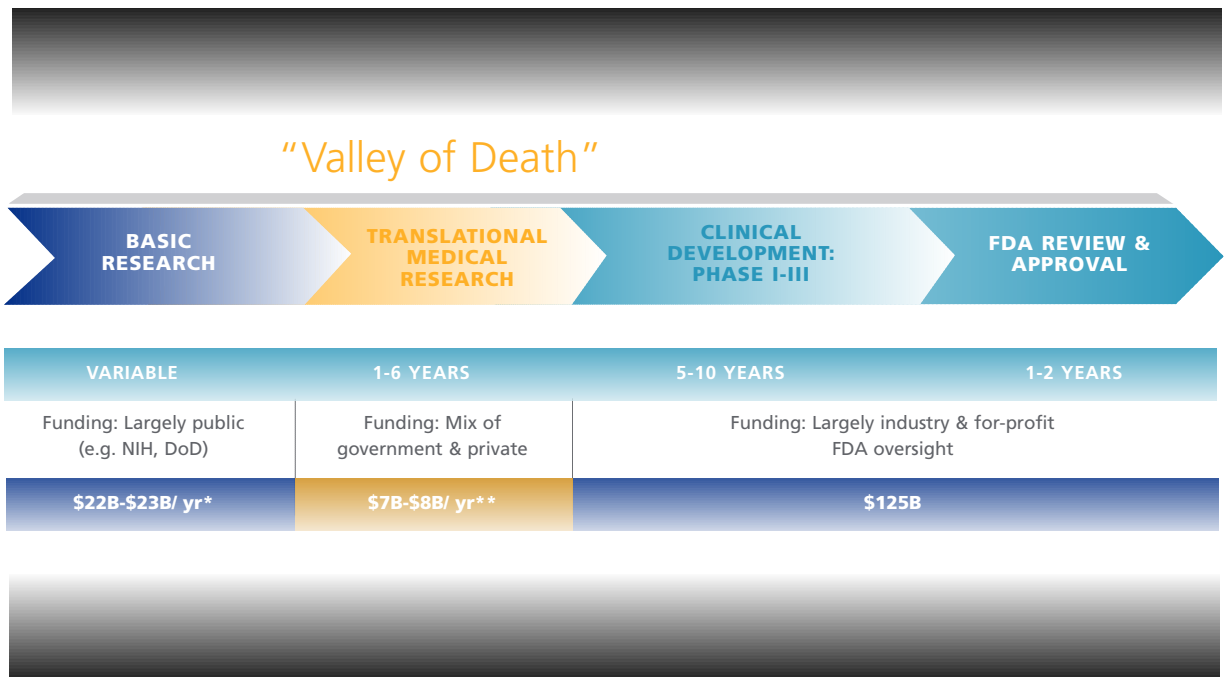 “Valley of Death”
BASIC
RESEARCH
TRANSLATIONAL
MEDICAL
RESEARCH
CLINICAL
DEVELOPMENT:
PHASE I-III
FDA REVIEW &
APPROVAL
VARIABLE
1-6 YEARS
5-10 YEARS
1-2 YEARS
Funding: Largely public
(e.g. NIH, DoD)
Funding: Mix of
government & private
Funding: Largely industry & for-profit
FDA oversight
$22B-$23B/ yr*
$7B-$8B/ yr**
$125B